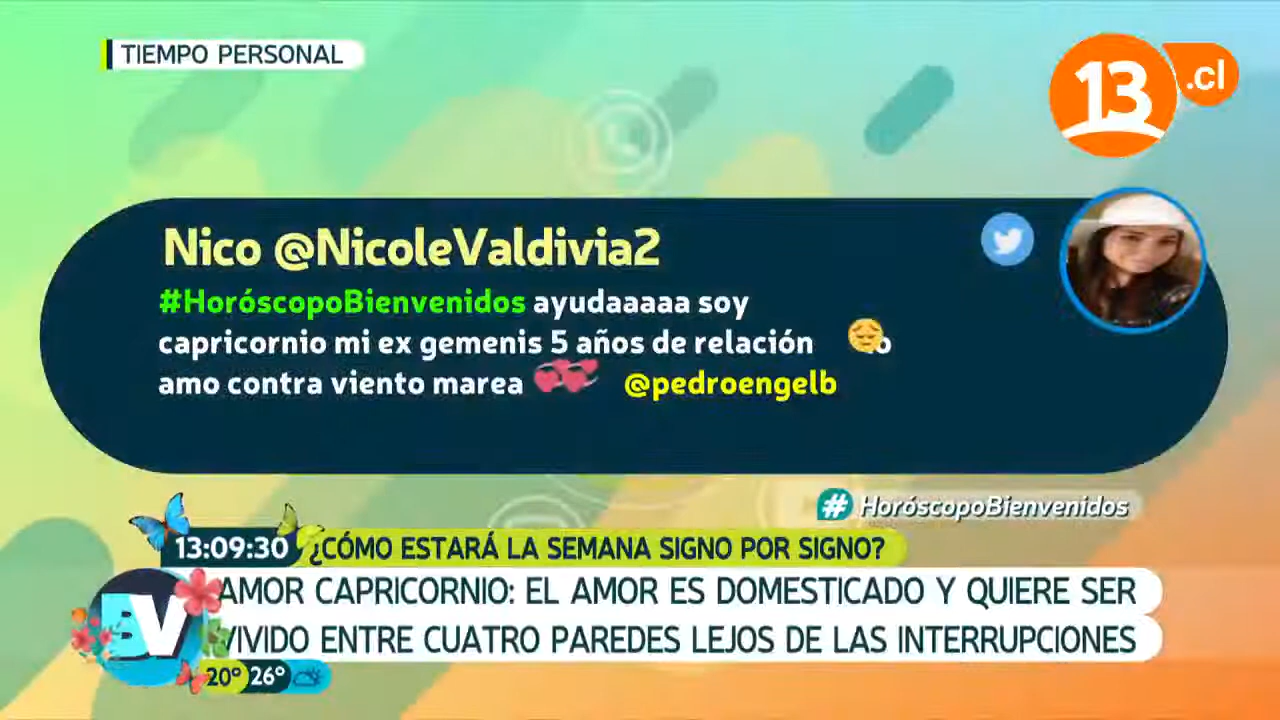 TIEMPO PERSONAL
13.cl
Nico @NicoleValdivia2
#HoróscopoBienvenidos ayudaaaaa soy
capricornio mi ex gemenis 5 años de relación
amo contra viento marea @pedroengelb
# HoróscopoBienvenidos
13:09:30 ¿CÓMO ESTARÁ LA SEMANA SIGNO POR SIGNO?
AMOR CAPRICORNIO: EL AMOR ES DOMESTICADO Y QUIERE SER
VIVIDO ENTRE CUATRO PAREDES LEJOS DE LAS INTERRUPCIONES
BV
20° 26°